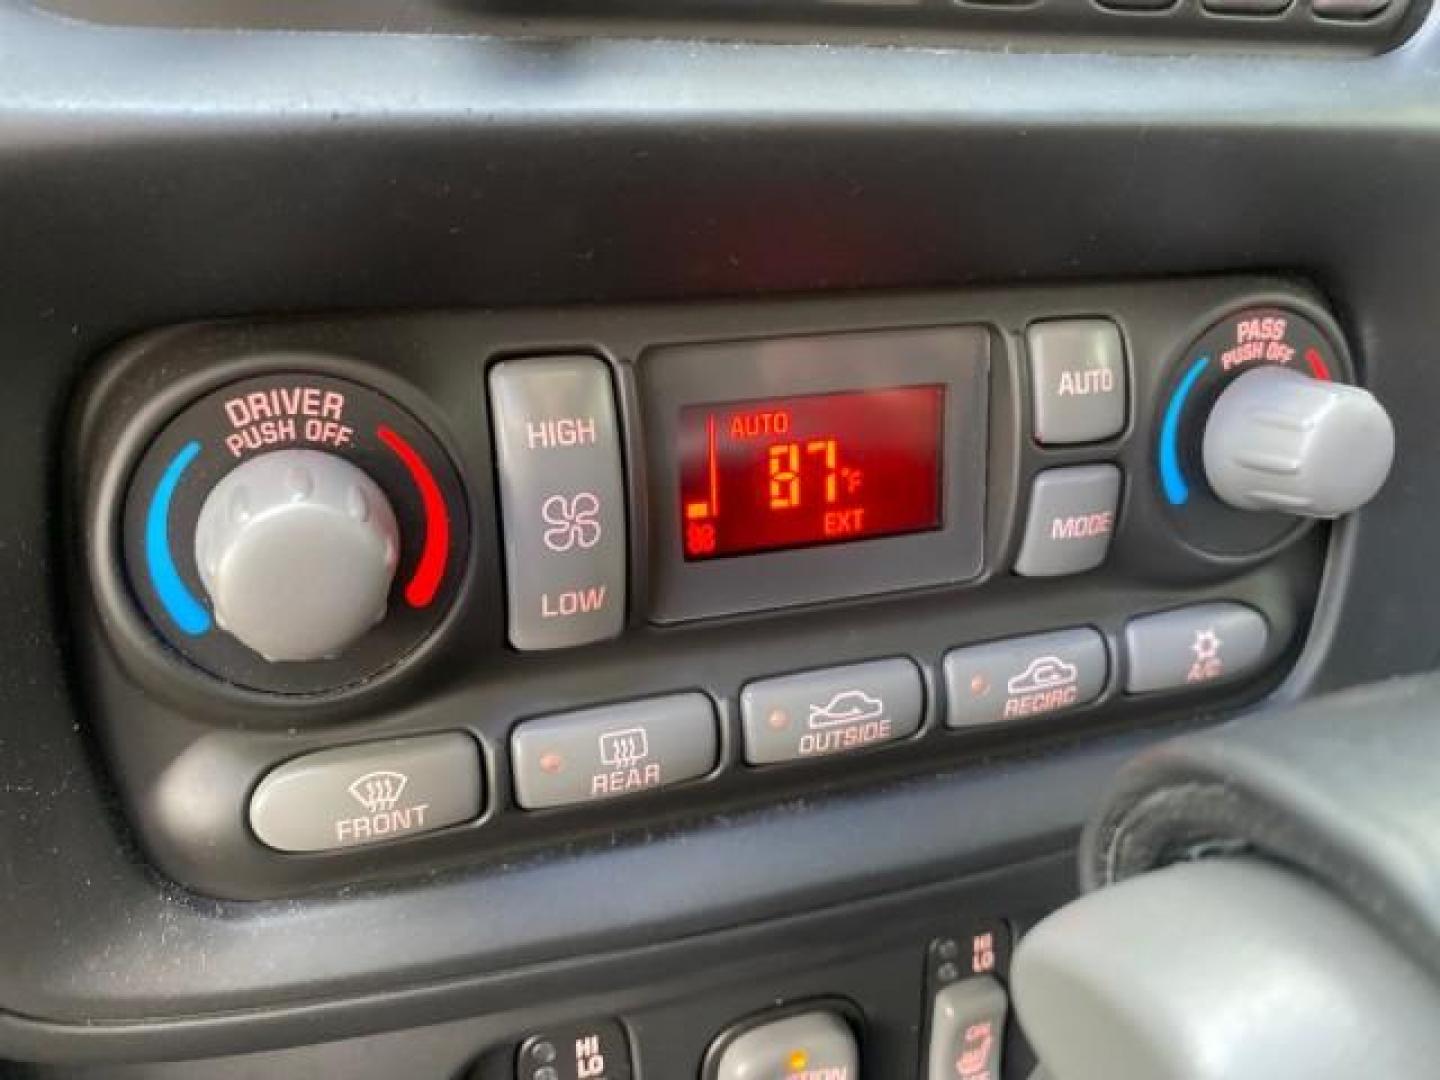 DRIVER
PUSH OFF
HIGH
LOW
AUTO
87°F
EXT
AUTO
MODE
PASS
PUSH OFF
FRONT
REAR
OUTSIDE
RECIRC
A/C
HI
LO
HI
LO
ON